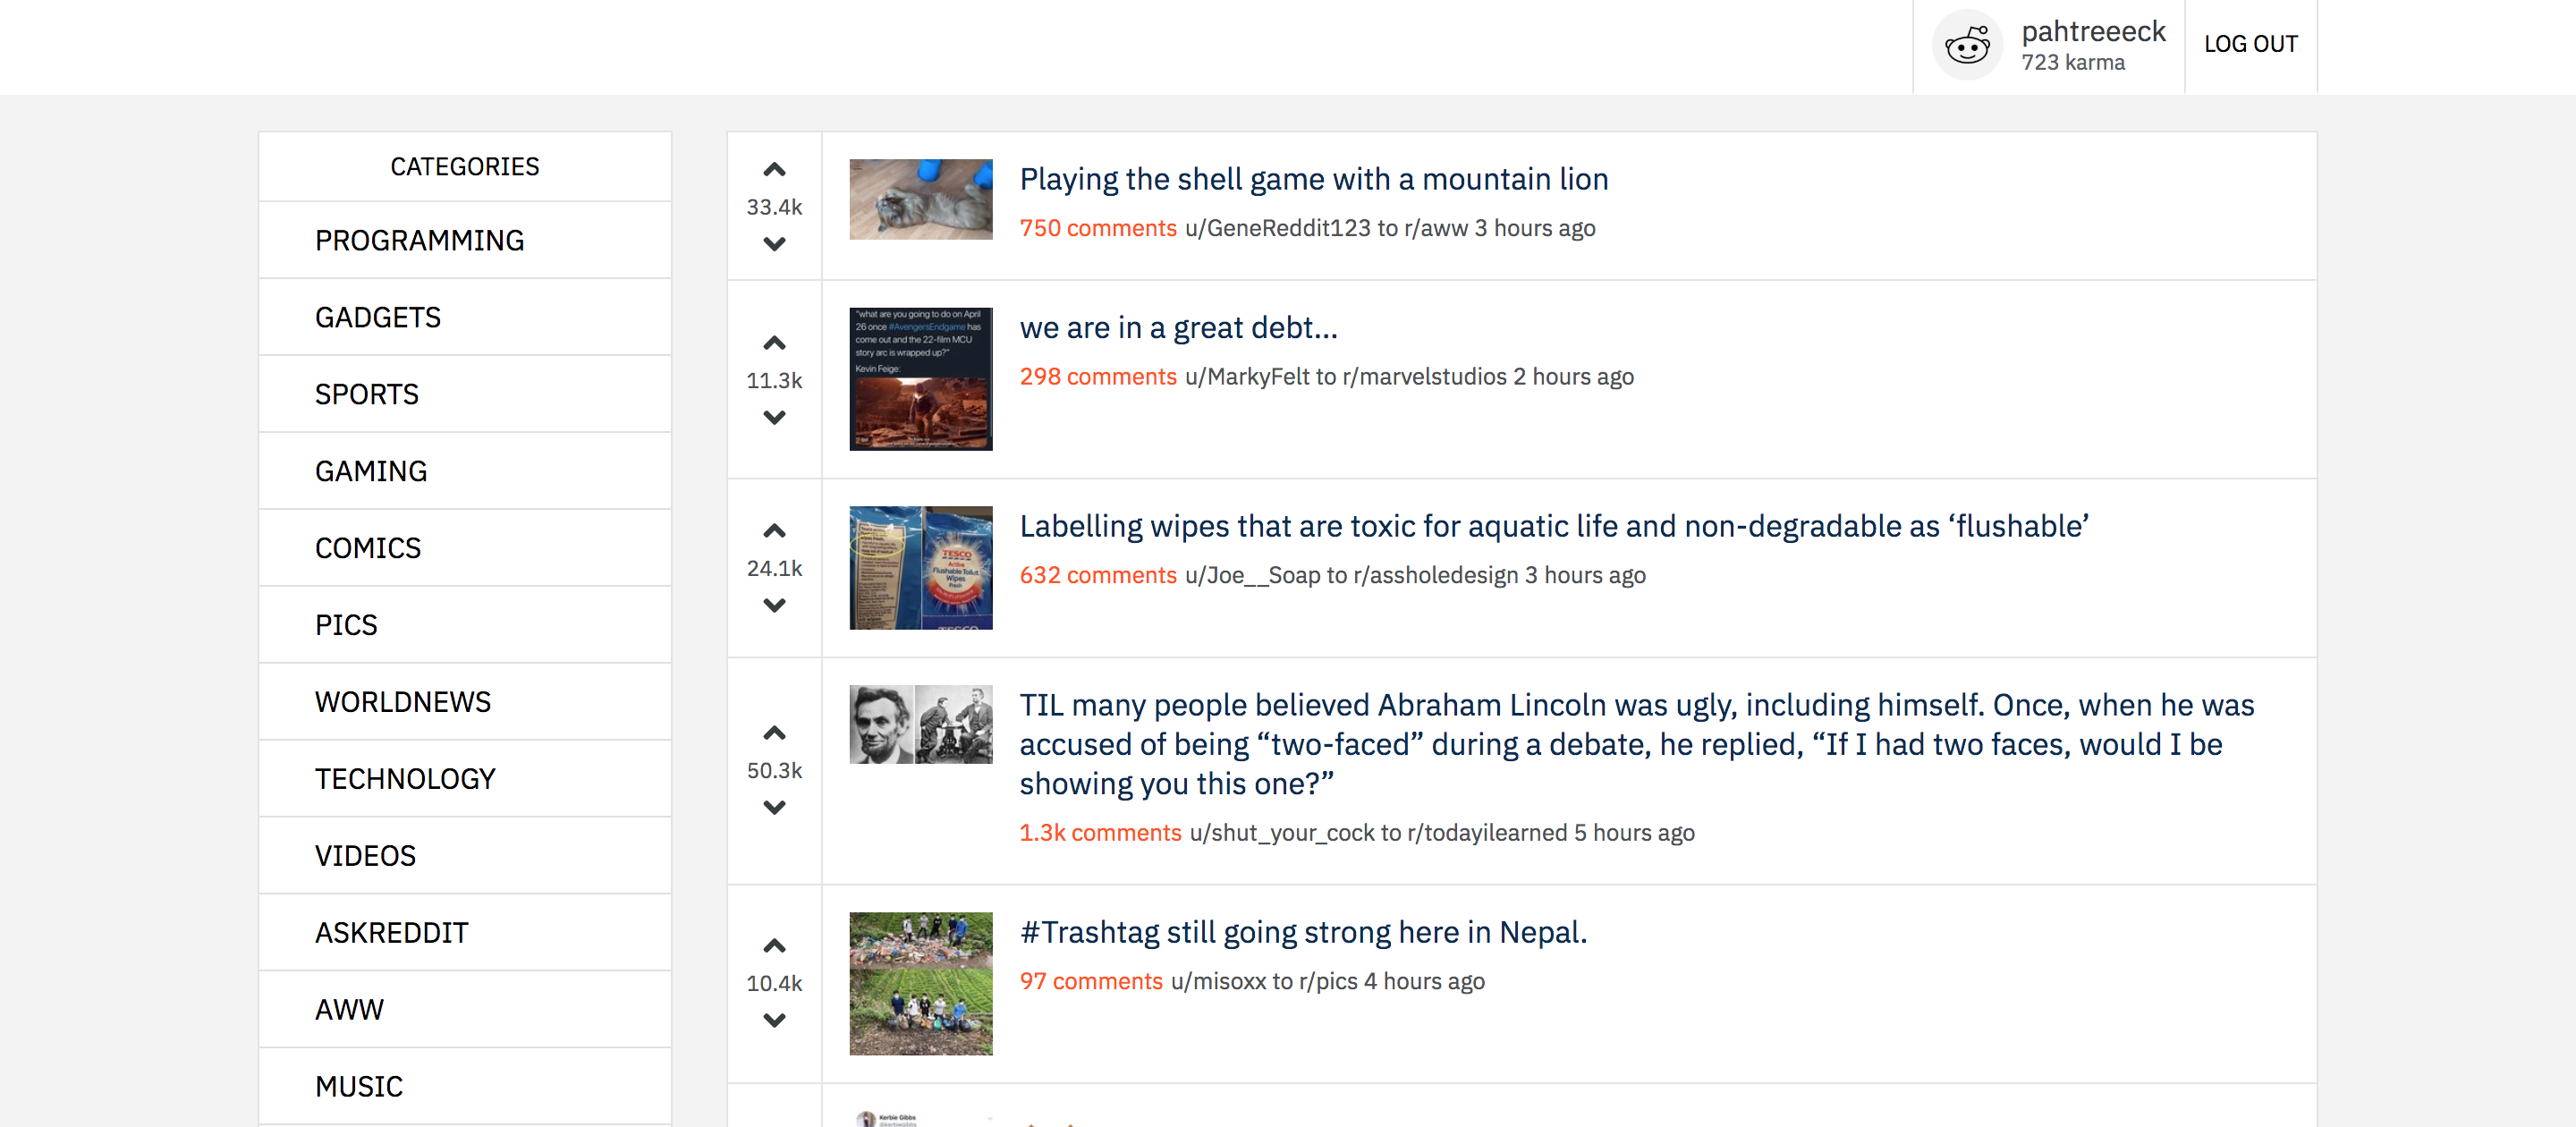 pahtreeeck
723 karma
LOG OUT
CATEGORIES
PROGRAMMING
GADGETS
SPORTS
GAMING
COMICS
PICS
WORLDNEWS
TECHNOLOGY
VIDEOS
ASKREDDIT
AWW
MUSIC
33.4k
Playing the shell game with a mountain lion
750 comments u/GeneReddit123 to r/aww 3 hours ago
11.3k
"what are you going to do on April
26 once #AvengersEndgame has
come out and the 22-film MCU
story arc is wrapped up?"
Kevin Feige:
we are in a great debt...
298 comments u/MarkyFelt to r/marvelstudios 2 hours ago
24.1k
TESCO
Active
Flushable Toilet
Wipes
Fresh
TESCO
Labelling wipes that are toxic for aquatic life and non-degradable as ‘flushable’
632 comments u/Joe__Soap to r/assholedesign 3 hours ago
50.3k
TIL many people believed Abraham Lincoln was ugly, including himself. Once, when he was
accused of being “two-faced” during a debate, he replied, “If I had two faces, would I be
showing you this one?”
1.3k comments u/shut_your_cock to r/todayilearned 5 hours ago
10.4k
#Trashtag still going strong here in Nepal.
97 comments u/misoxx to r/pics 4 hours ago
Kerbie Gibbs